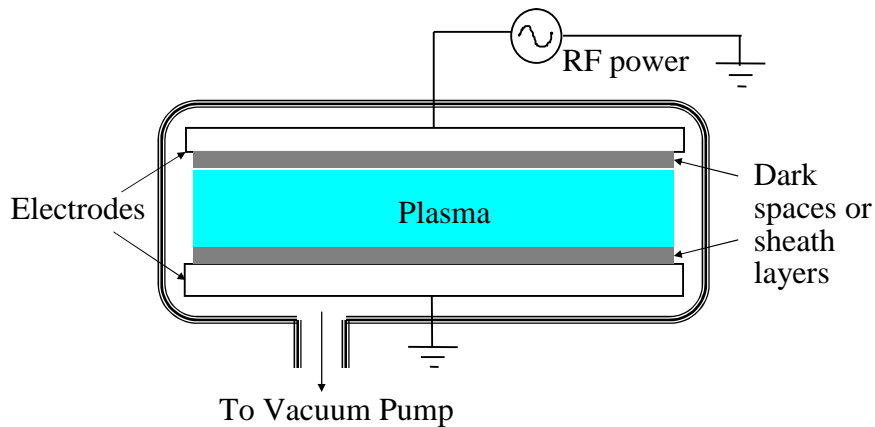 RF power
Electrodes
Plasma
Dark
spaces or
sheath
layers
To Vacuum Pump